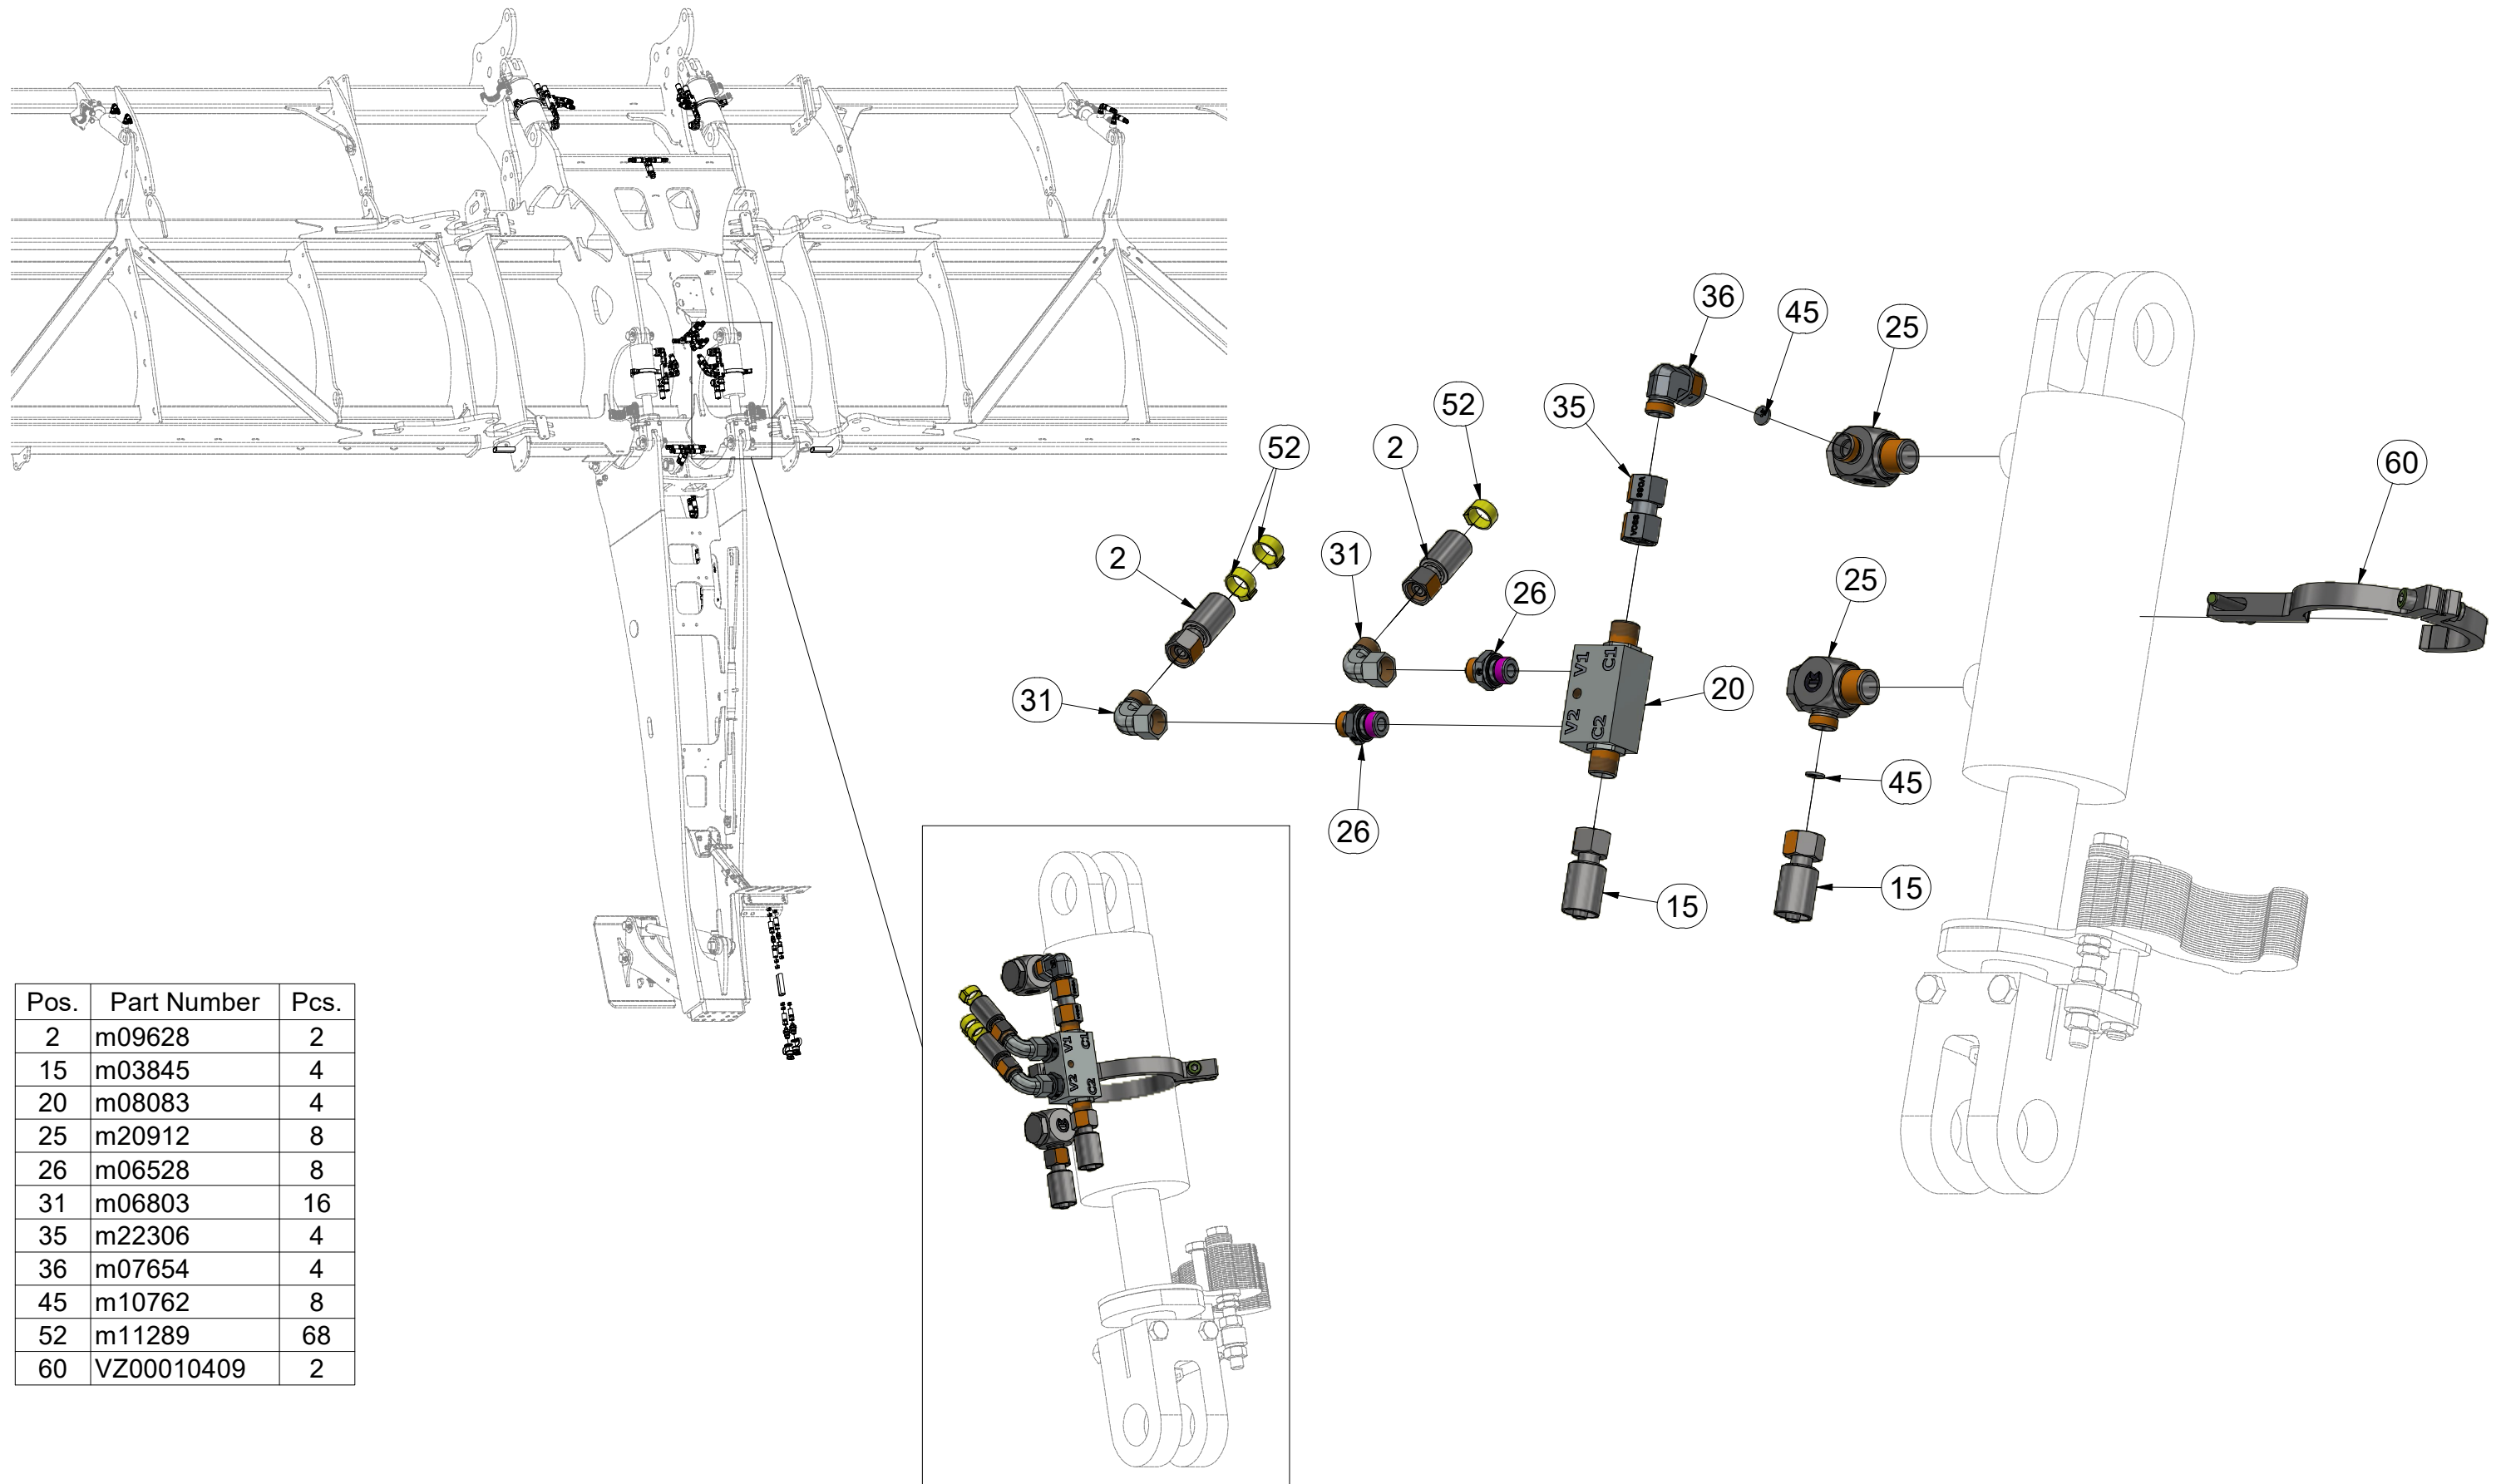 36
45
25
52
35
2
52
60
31
2
26
25
V1
C1
20
31
V2
C2
26
45
15
15
V1
C1
V2
C2
Pos. Part Number Pcs.
2 m09628 2
15 m03845 4
20 m08083 4
25 m20912 8
26 m06528 8
31 m06803 16
35 m22306 4
36 m07654 4
45 m10762 8
52 m11289 68
60 VZ00010409 2